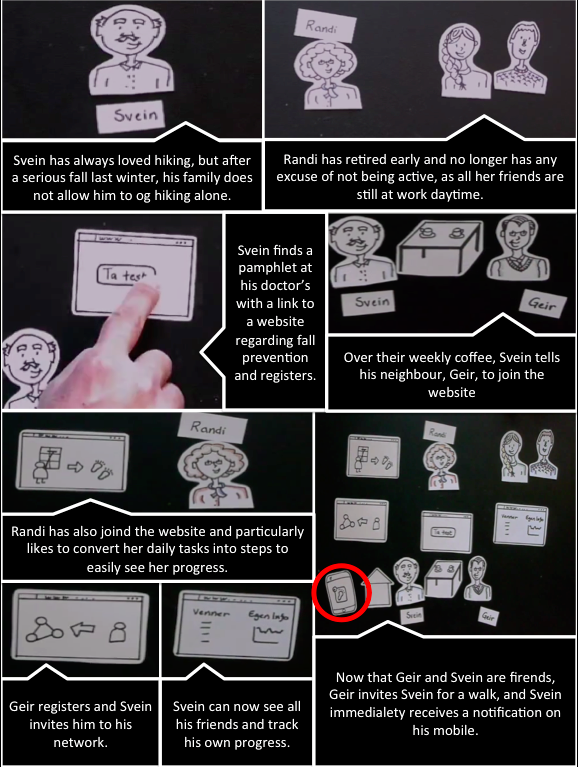 Svein
Svein has always loved hiking, but after
a serious fall last winter, his family does
not allow him to og hiking alone.
Randi
Randi has retired early and no longer has any
excuse of not being active, as all her friends are
still at work daytime.
Ta test
Svein finds a
pamphlet at
his doctor's
with a link to
a website
regarding fall
prevention
and registers.
Svein
Geir
Over their weekly coffee, Svein tells
his neighbour, Geir, to join the
website
Randi
Randi has also joind the website and particularly
likes to convert her daily tasks into steps to
easily see her progress.
Geir registers and Svein
invites him to his
network.
Venner Egen Info
Svein can now see all
his friends and track
his own progress.
Randi
Ta test
Venner Egen Info
Svein
Geir
Now that Geir and Svein are firends,
Geir invites Svein for a walk, and Svein
immedialety receives a notification on
his mobile.